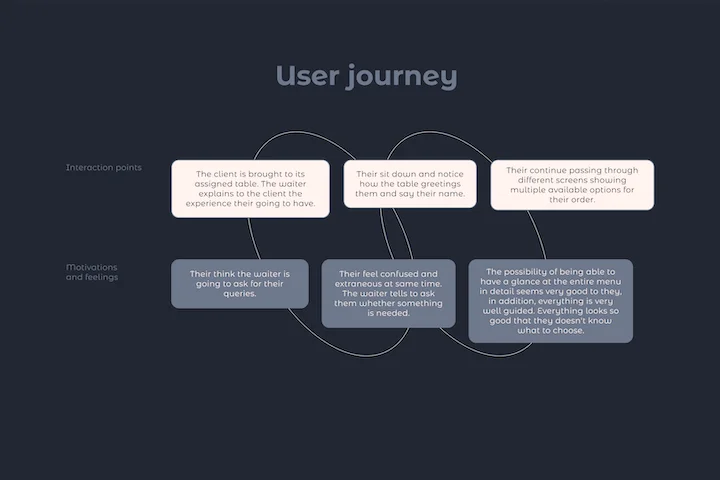 User journey
Interaction points
The client is brought to its
assigned table. The waiter
explains to the client the
experience their going to have.
Their sit down and notice
how the table greetings
them and say their name.
Their continue passing through
different screens showing
multiple available options for
their order.
Motivations
and feelings
Their think the waiter is
going to ask for their
queries.
Their feel confused and
extraneous at same time.
The waiter tells to ask
them whether something
is needed.
The possibility of being able to
have a glance at the entire menu
in detail seems very good to they,
in addition, everything is very
well guided. Everything looks so
good that they doesn't know
what to choose.